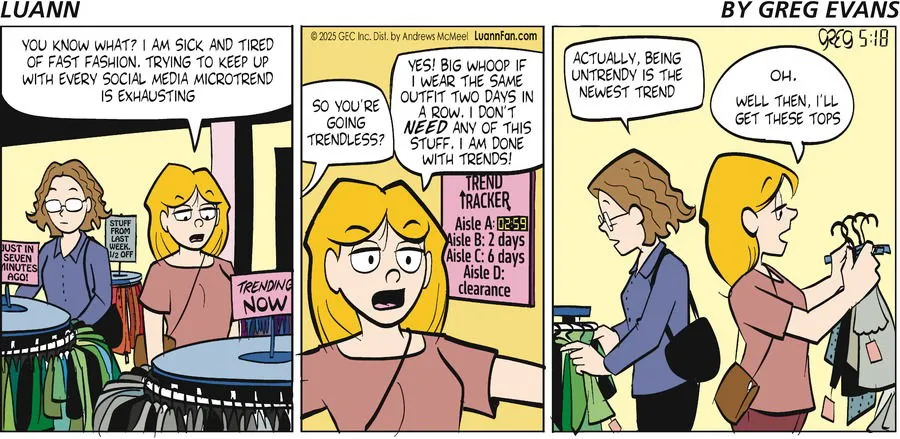 LUANN
BY GREG EVANS
YOU KNOW WHAT? I AM SICK AND TIRED
OF FAST FASHION. TRYING TO KEEP UP
WITH EVERY SOCIAL MEDIA MICROTREND
IS EXHAUSTING
JUST IN
SEVEN
MINUTES
AGO!
STUFF
FROM
LAST
WEEK.
1/2 OFF
TRENDING
NOW
© 2025 GEC Inc. Dist. by Andrews McMeel LuannFan.com
SO YOU'RE
GOING
TRENDLESS?
YES! BIG WHOOP IF
I WEAR THE SAME
OUTFIT TWO DAYS IN
A ROW. I DON'T
NEED ANY OF THIS
STUFF. I AM DONE
WITH TRENDS!
TREND
TRACKER
Aisle A: 02:59
Aisle B: 2 days
Aisle C: 6 days
Aisle D:
clearance
GREG 5:18
ACTUALLY, BEING
UNTRENDY IS THE
NEWEST TREND
OH.
WELL THEN, I'LL
GET THESE TOPS